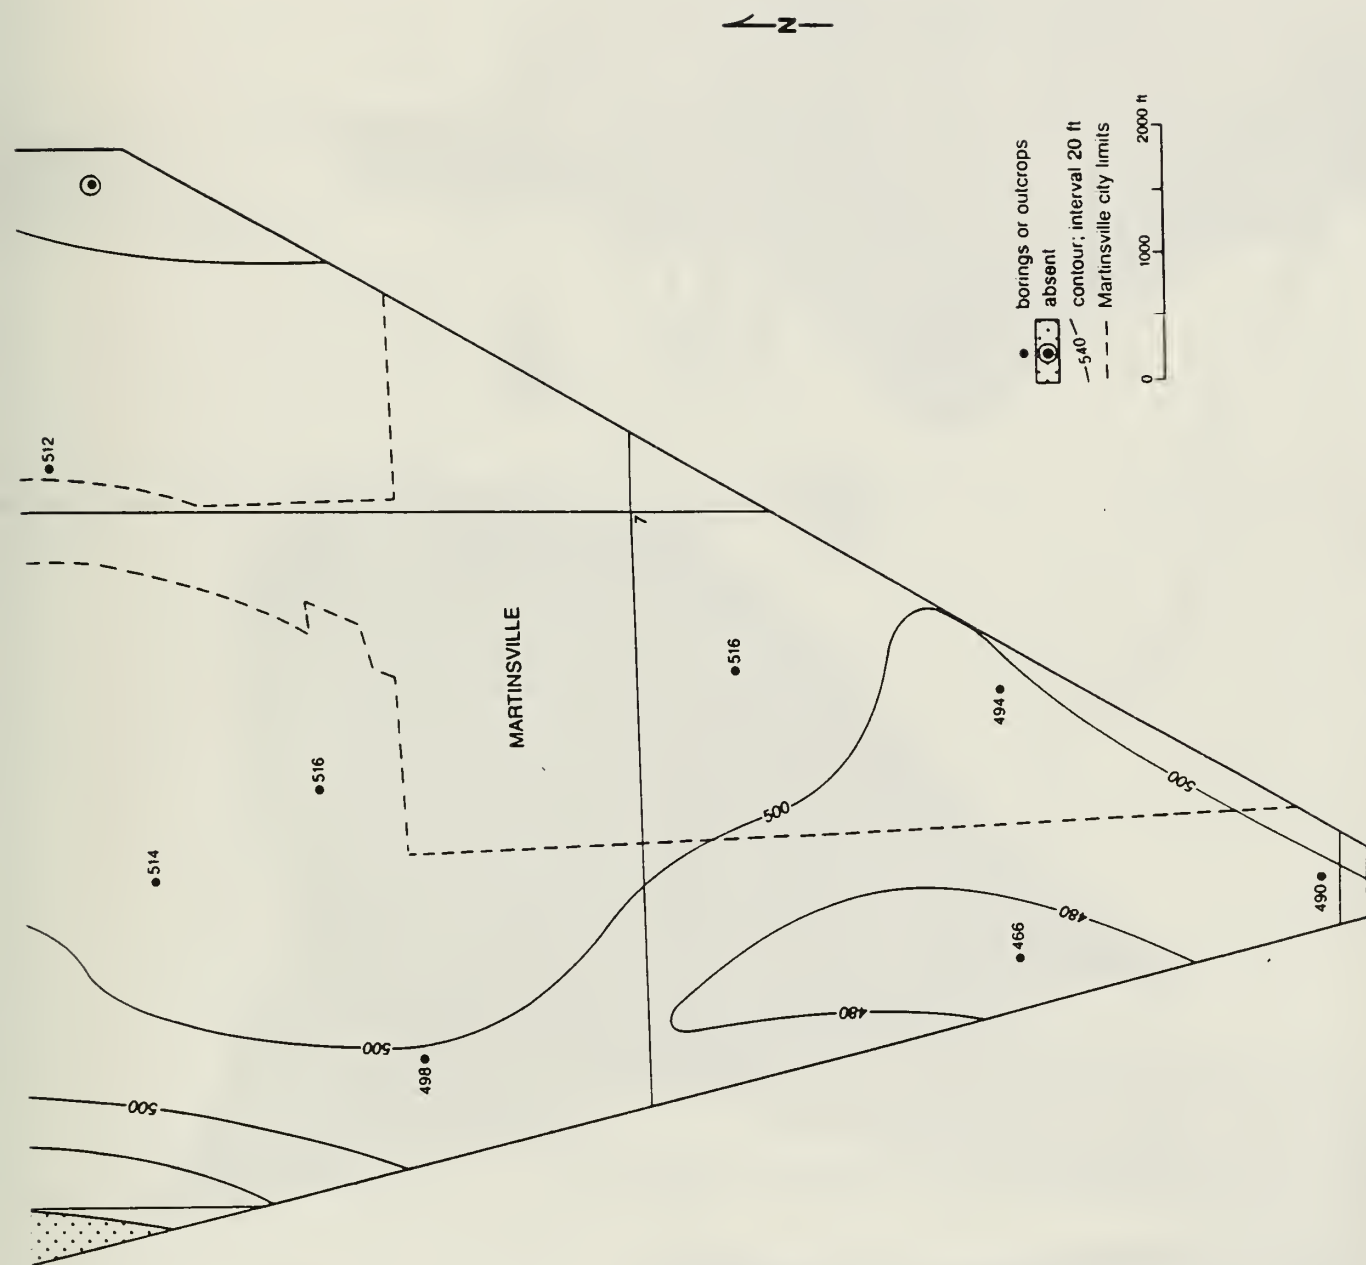 N
borings or outcrops
absent
540 contour; interval 20 ft
Martinsville city limits
0 1000 2000 ft
512
7
MARTINSVILLE
516
516
514
494
500
500
490
480
466
480
500
498
500